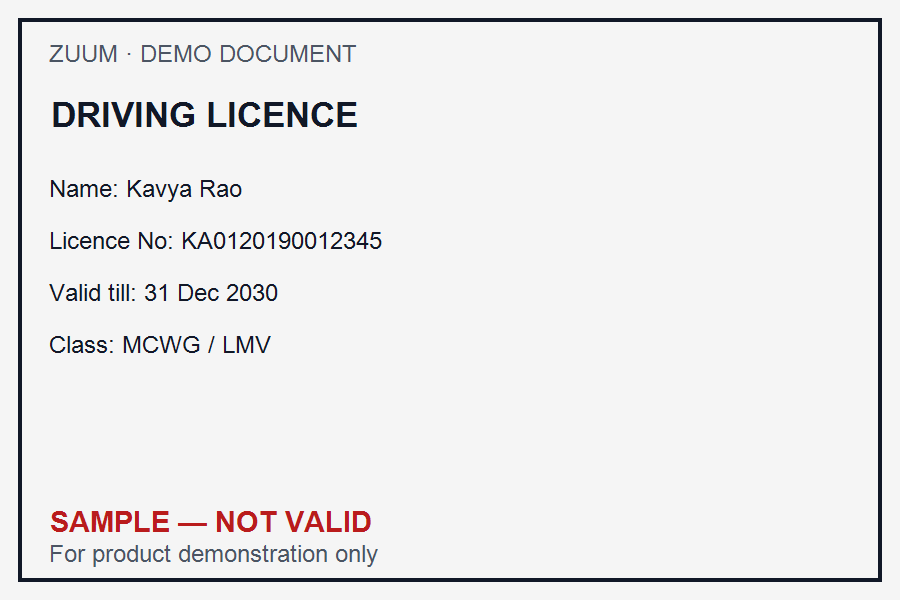 ZUUM · DEMO DOCUMENT
DRIVING LICENCE
Name: Kavya Rao
Licence No: KA0120190012345
Valid till: 31 Dec 2030
Class: MCWG / LMV
SAMPLE — NOT VALID
For product demonstration only